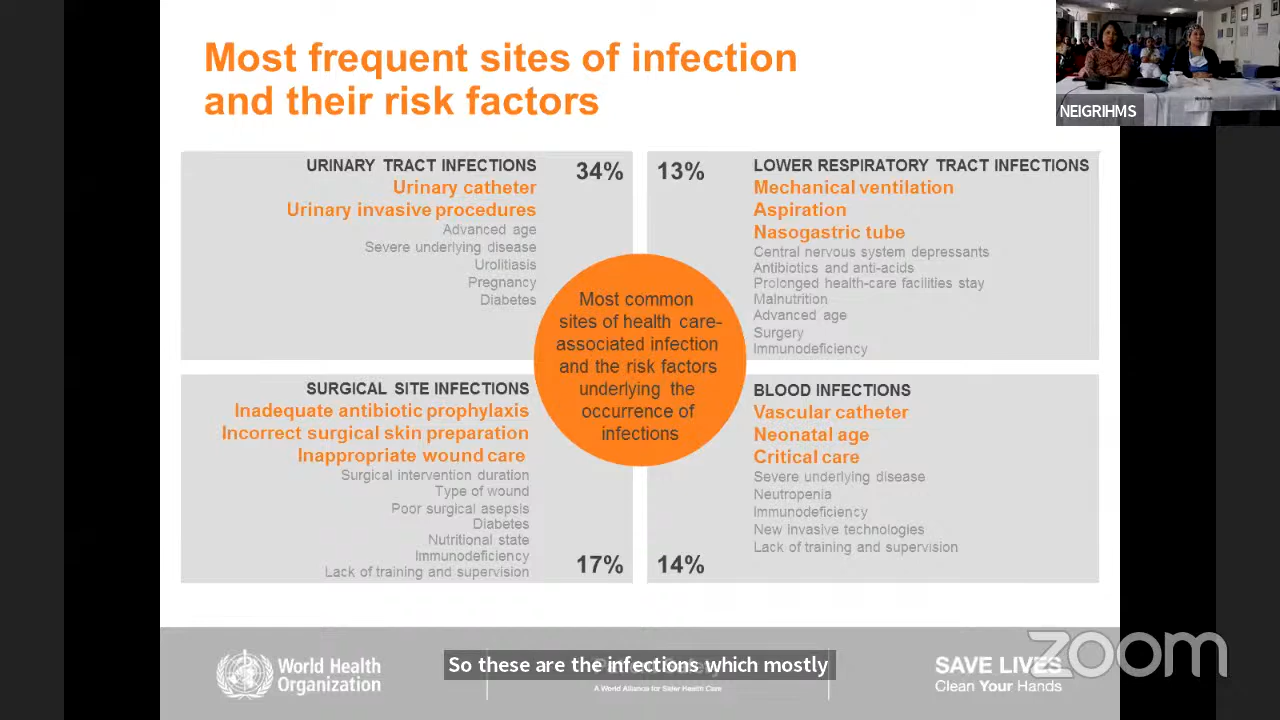 Most frequent sites of infection
and their risk factors
NEIGRIHMS
URINARY TRACT INFECTIONS
34%
Urinary catheter
Urinary invasive procedures
Advanced age
Severe underlying disease
Urolitiasis
Pregnancy
Diabetes
13%
LOWER RESPIRATORY TRACT INFECTIONS
Mechanical ventilation
Aspiration
Nasogastric tube
Central nervous system depressants
Antibiotics and anti-acids
Prolonged health-care facilities stay
Malnutrition
Advanced age
Surgery
Immunodeficiency
Most common
sites of health care-
associated infection
and the risk factors
underlying the
occurrence of
infections
SURGICAL SITE INFECTIONS
Inadequate antibiotic prophylaxis
Incorrect surgical skin preparation
Inappropriate wound care
Surgical intervention duration
Type of wound
Poor surgical asepsis
Diabetes
Nutritional state
Immunodeficiency
Lack of training and supervision
17%
BLOOD INFECTIONS
Vascular catheter
Neonatal age
Critical care
Severe underlying disease
Neutropenia
Immunodeficiency
New invasive technologies
Lack of training and supervision
14%
World Health
Organization
So these are the infections which mostly
A World Alliance for Safer Health Care
SAVE LIVES
Clean Your Hands
zoom